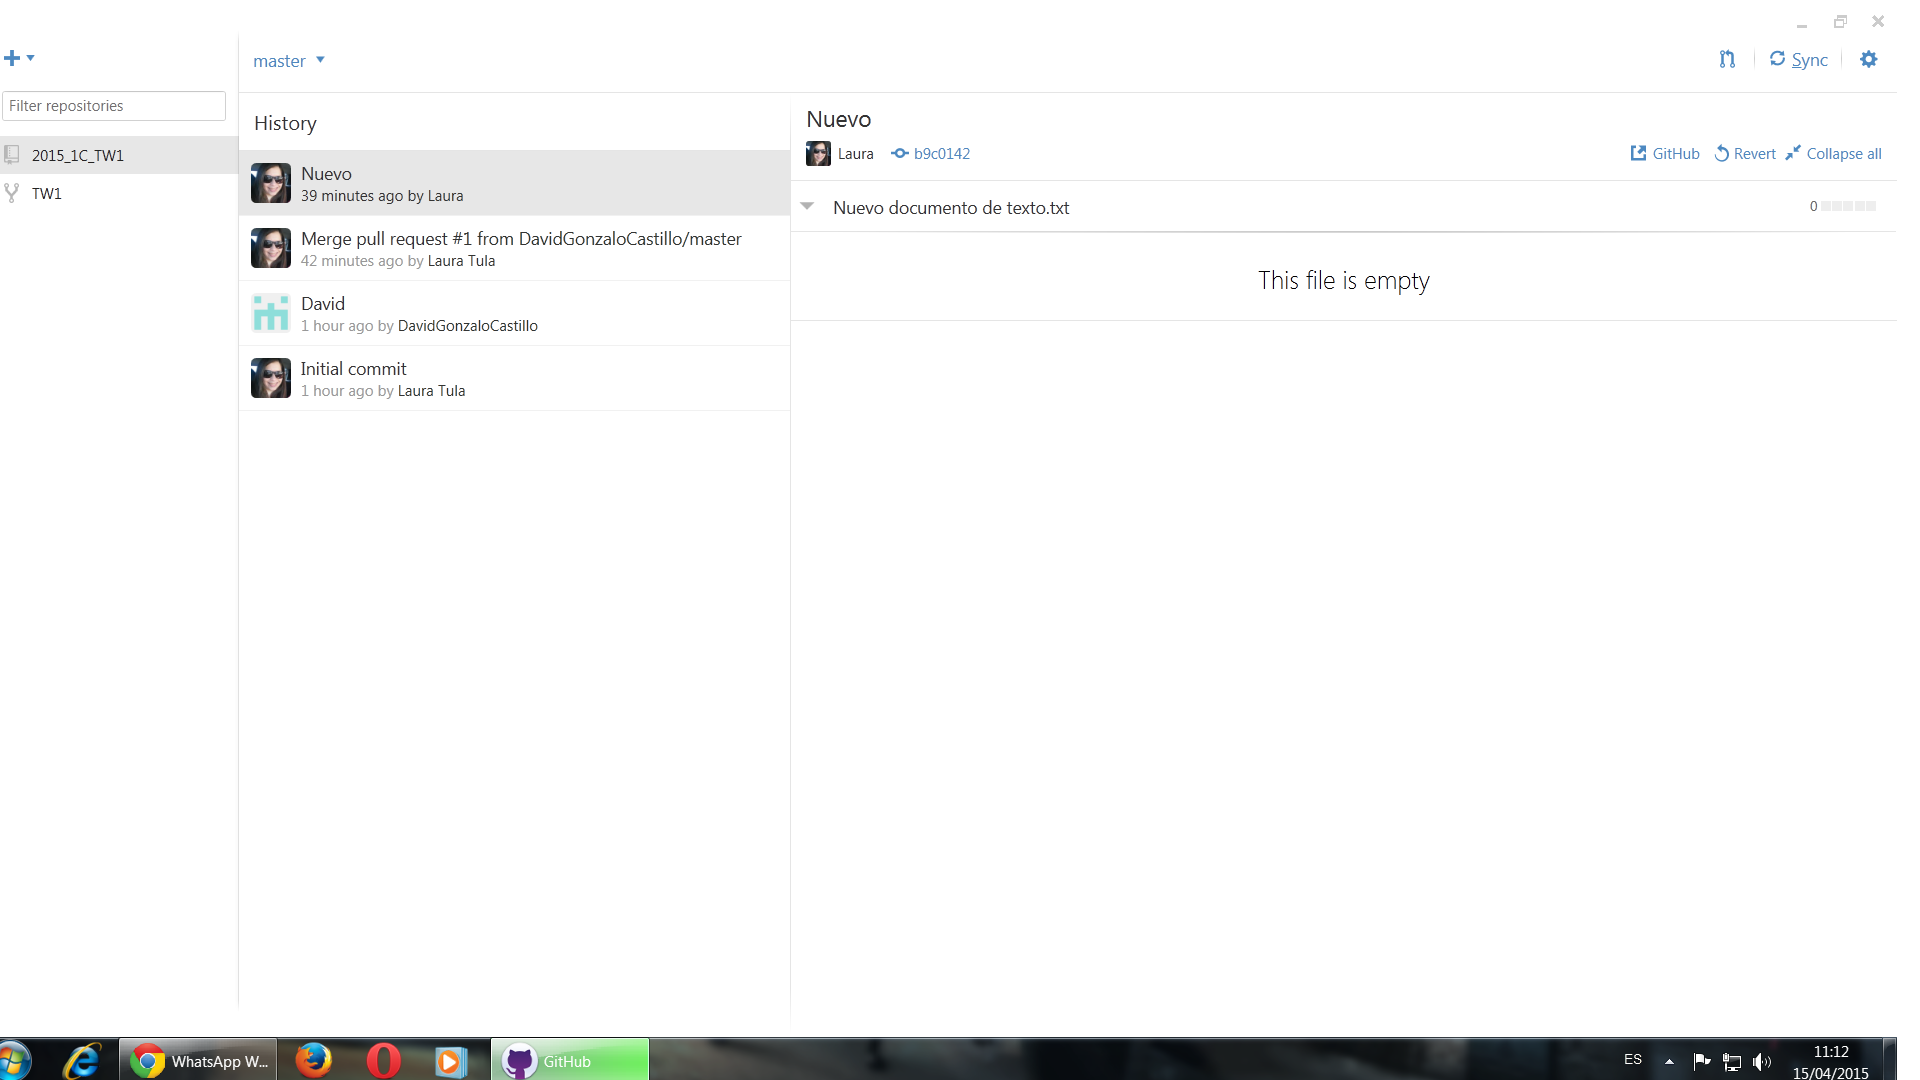 master
Sync
Filter repositories
2015_1C_TW1
TW1
History
Nuevo
39 minutes ago by Laura
Merge pull request #1 from DavidGonzaloCastillo/master
42 minutes ago by Laura Tula
David
1 hour ago by DavidGonzaloCastillo
Initial commit
1 hour ago by Laura Tula
Nuevo
Laura b9c0142
GitHub Revert Collapse all
Nuevo documento de texto.txt 0
This file is empty
WhatsApp W...
GitHub
ES
11:12
15/04/2015